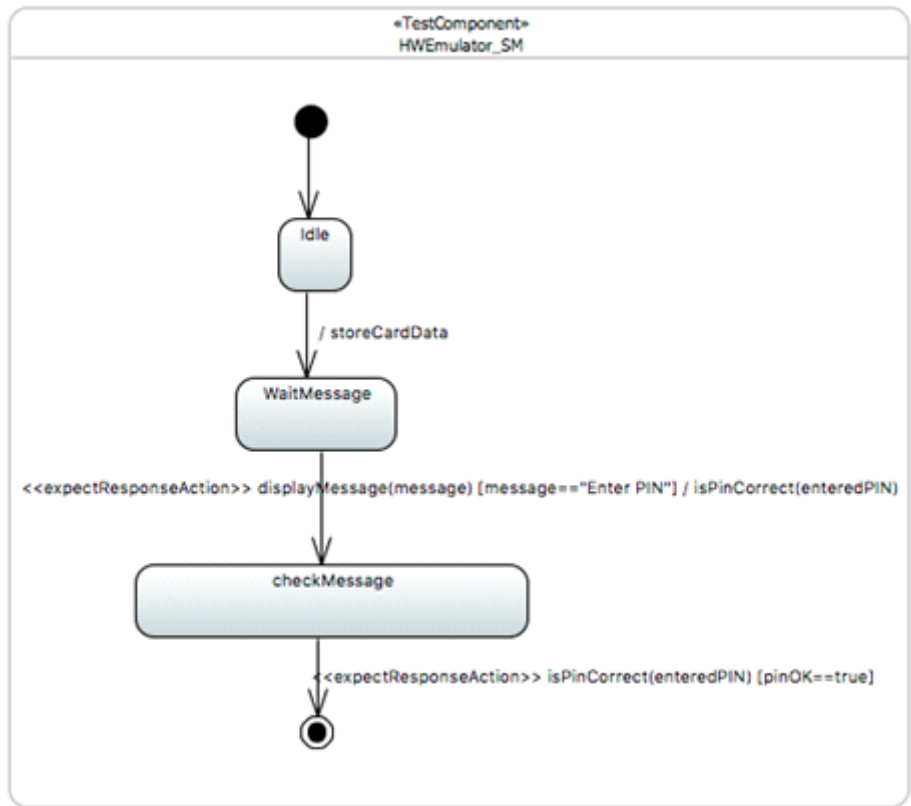 «TestComponent»
HWEmulator_SM
Idle
/ storeCardData
WaitMessage
<<expectResponseAction>> displayMessage(message) [message=="Enter PIN"] / isPinCorrect(enteredPIN)
checkMessage
<<expectResponseAction>> isPinCorrect(enteredPIN) [pinOK==true]